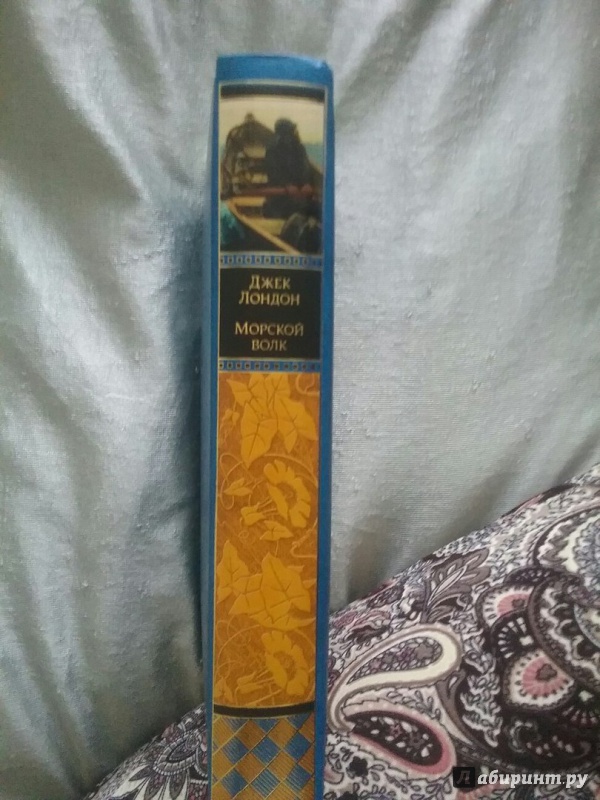 Джек
Лондон
Морской
волк
Лабиринт.ру